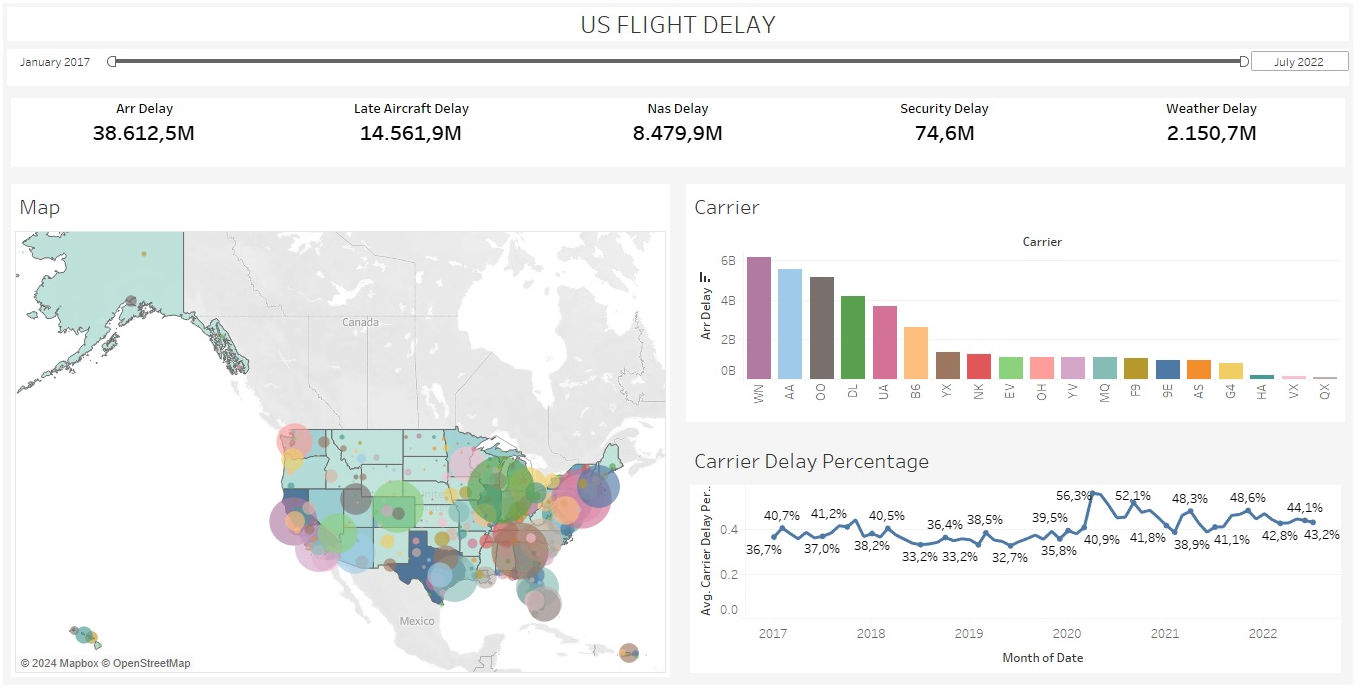 US FLIGHT DELAY
January 2017
July 2022
Arr Delay Late Aircraft Delay Nas Delay Security Delay Weather Delay
38.612,5M 14.561,9M 8.479,9M 74,6M 2.150,7M
Map
Canada
Mexico
© 2024 Mapbox © OpenStreetMap
Carrier
Carrier
Arr Delay
6B
4B
2B
0B
WN AA OO DL UA B6 YX NK EV OH YV MQ F9 9E AS G4 HA VX QX
Carrier Delay Percentage
Avg. Carrier Delay Per..
0.4
0.2
0.0
56,3% 52,1% 48,3% 48,6%
40,7% 41,2% 40,5% 36,4% 38,5% 39,5% 44,1%
36,7% 37,0% 38,2% 33,2% 33,2% 32,7% 35,8% 40,9% 41,8% 38,9% 41,1% 42,8% 43,2%
2017 2018 2019 2020 2021 2022
Month of Date